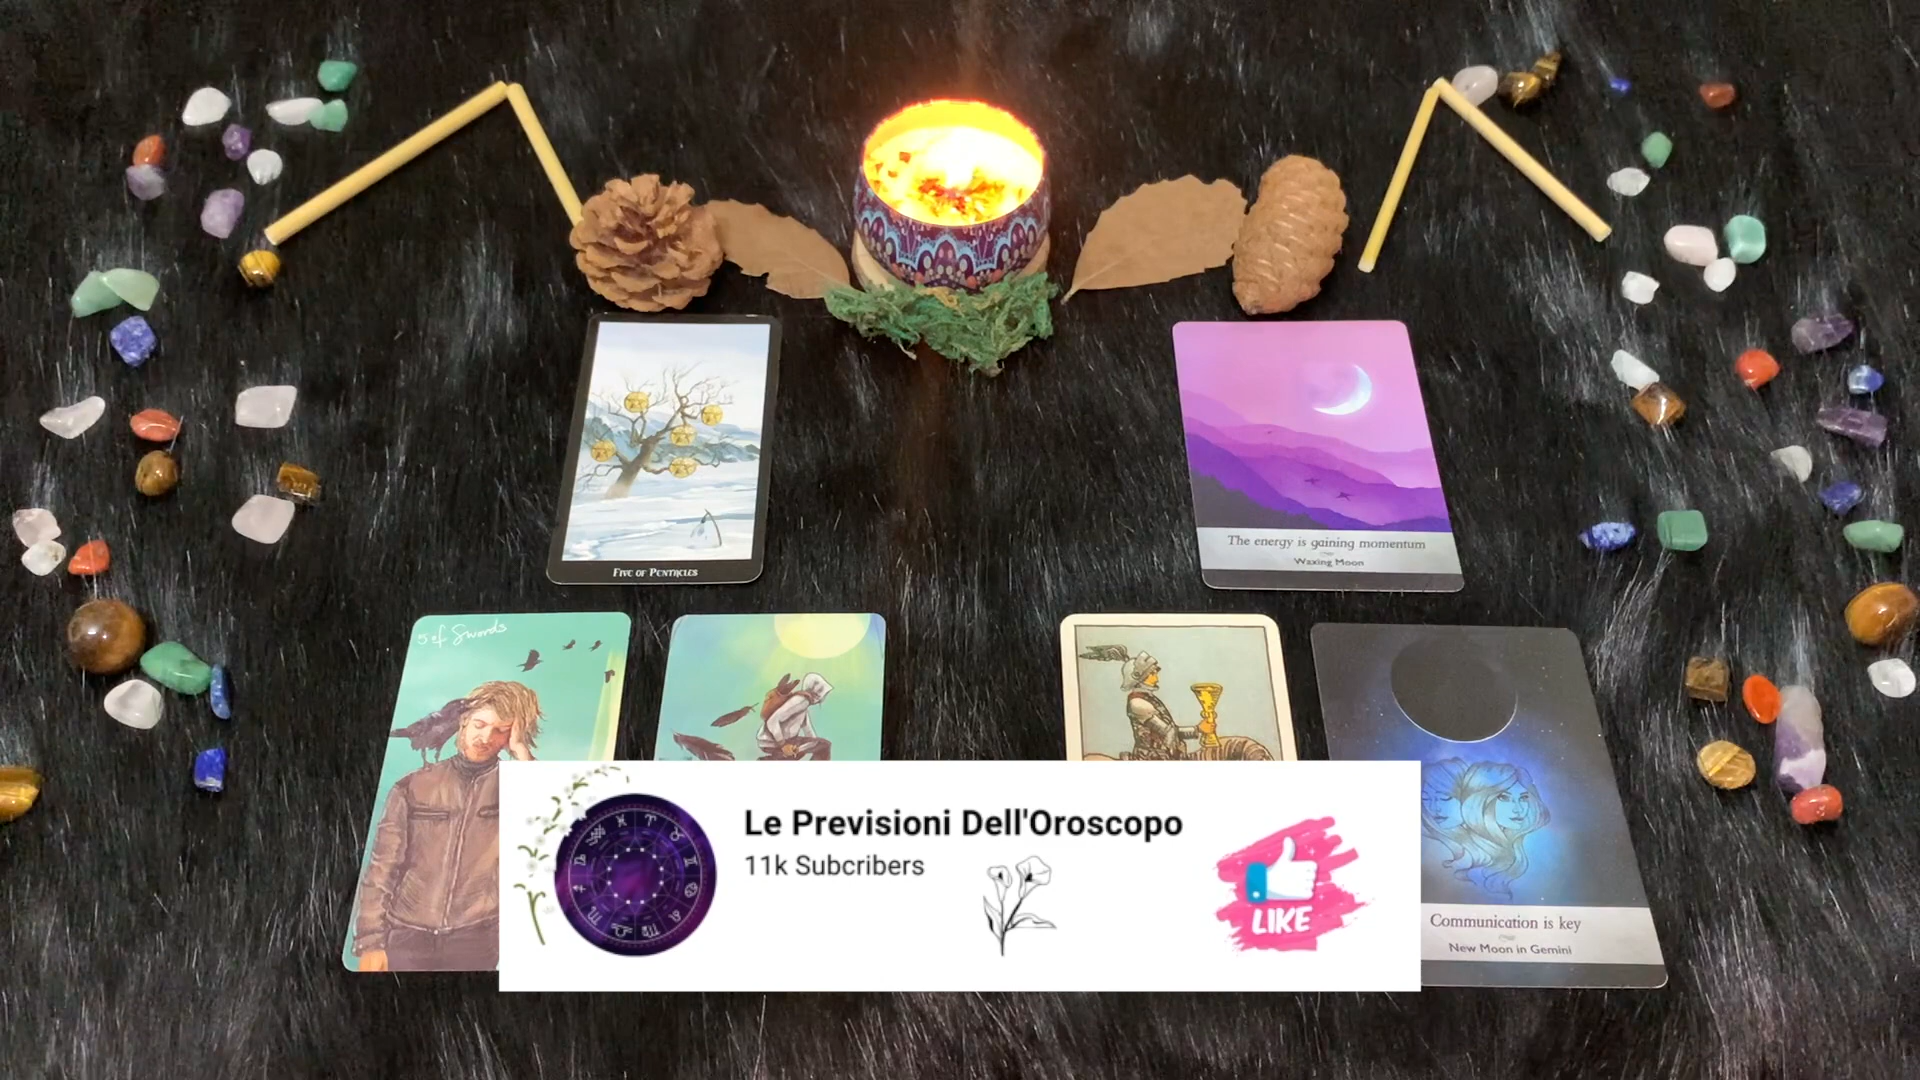 Five of Pentacles
The energy is gaining momentum
Waxing Moon
5 of Swords
Le Previsioni Dell'Oroscopo
11k Subcribers
LIKE
Communication is key
New Moon in Gemini